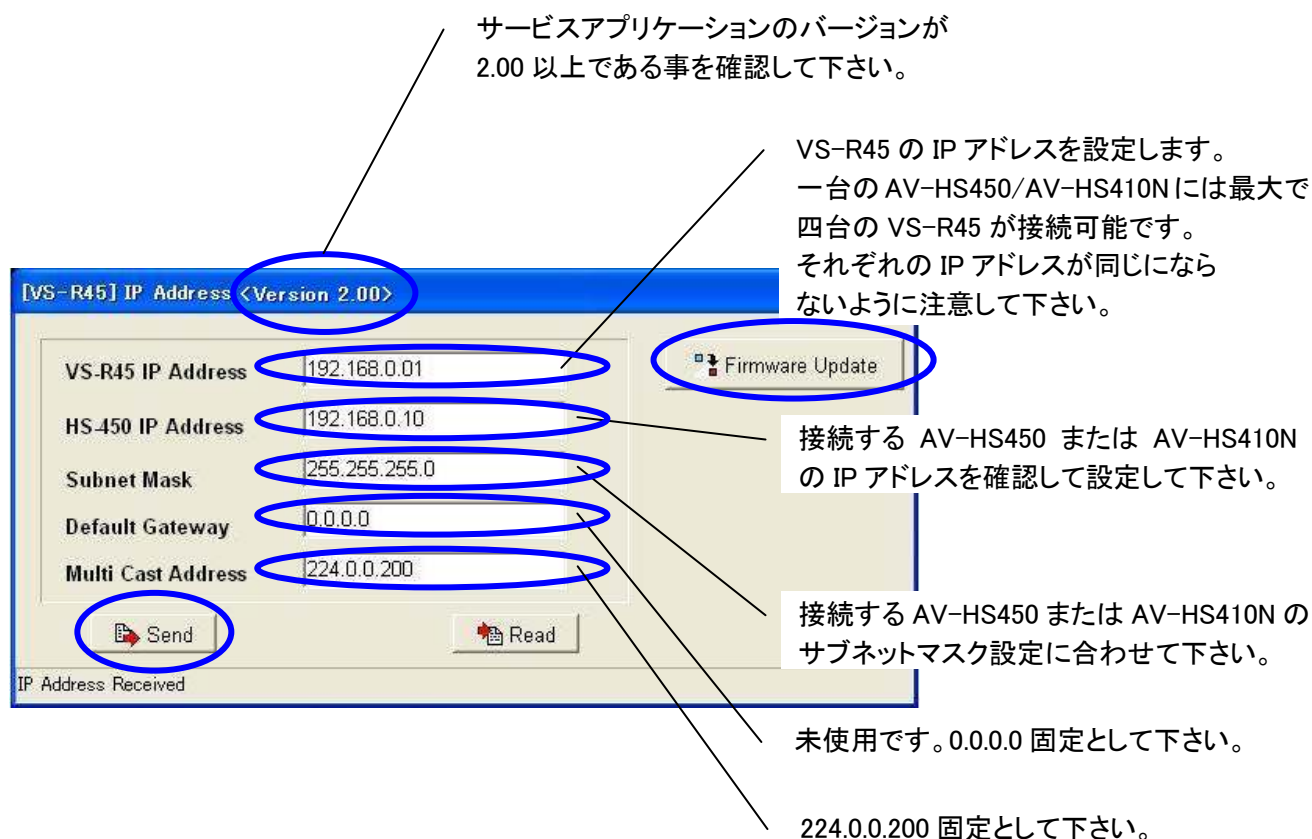 サービスアプリケーションのバージョンが
2.00 以上である事を確認して下さい。
VS-R45 の IP アドレスを設定します。
一台の AV-HS450/AV-HS410N には最大で
四台の VS-R45 が接続可能です。
それぞれの IP アドレスが同じになら
ないように注意して下さい。
[VS-R45] IP Address <Version 2.00>
VS-R45 IP Address 192.168.0.01
Firmware Update
HS-450 IP Address 192.168.0.10
接続する AV-HS450 または AV-HS410N
の IP アドレスを確認して設定して下さい。
Subnet Mask 255.255.255.0
Default Gateway 0.0.0.0
Multi Cast Address 224.0.0.200
Send Read
接続する AV-HS450 または AV-HS410N の
サブネットマスク設定に合わせて下さい。
IP Address Received
未使用です。0.0.0.0 固定として下さい。
224.0.0.200 固定として下さい。